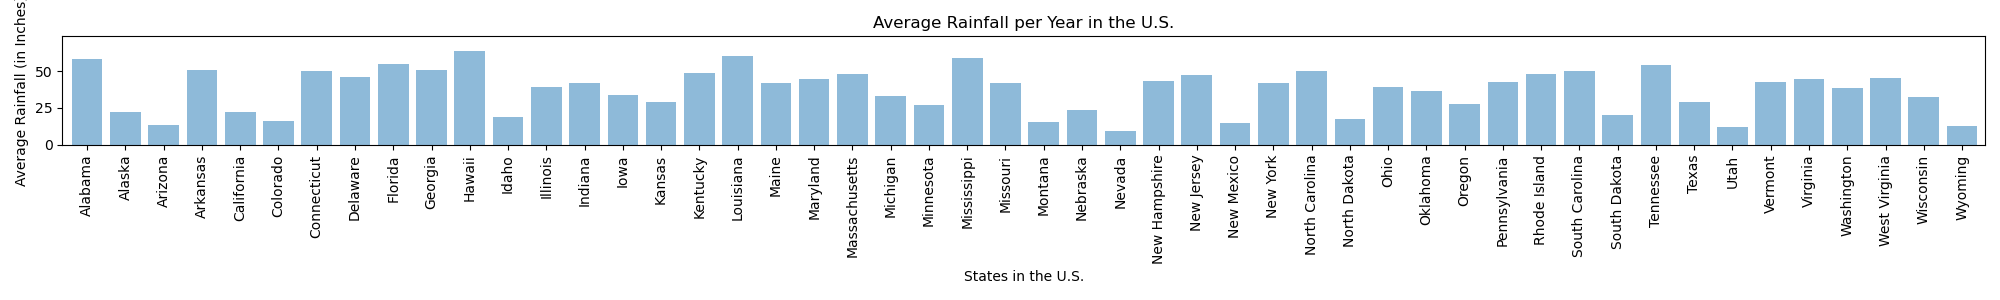 Average Rainfall per Year in the U.S.
Average Rainfall (in Inches
50
25
0
Alabama
Alaska
Arizona
Arkansas
California
Colorado
Connecticut
Delaware
Florida
Georgia
Hawaii
Idaho
Illinois
Indiana
Iowa
Kansas
Kentucky
Louisiana
Maine
Maryland
Massachusetts
Michigan
Minnesota
Mississippi
Missouri
Montana
Nebraska
Nevada
New Hampshire
New Jersey
New Mexico
New York
North Carolina
North Dakota
Ohio
Oklahoma
Oregon
Pennsylvania
Rhode Island
South Carolina
South Dakota
Tennessee
Texas
Utah
Vermont
Virginia
Washington
West Virginia
Wisconsin
Wyoming
States in the U.S.